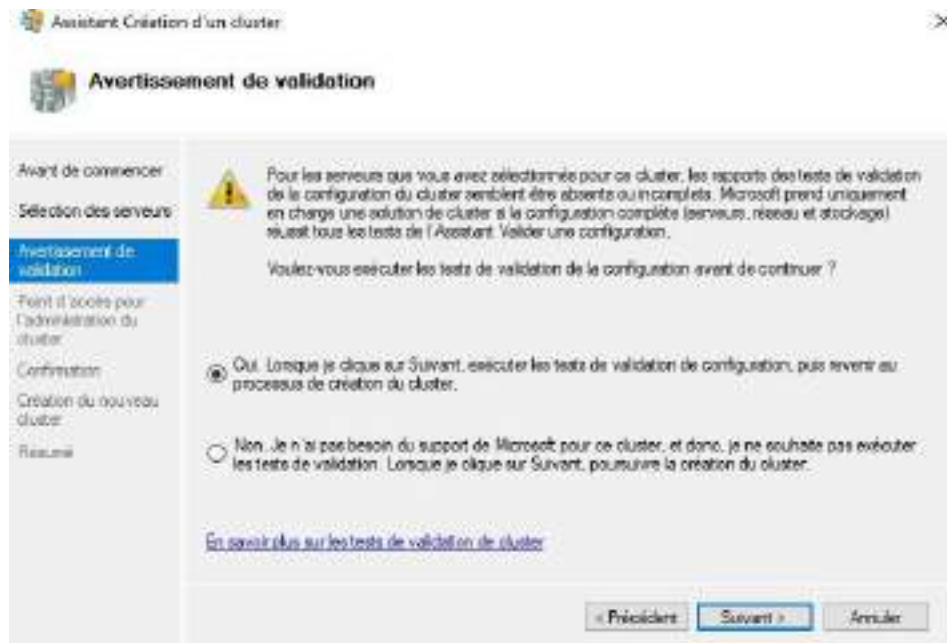 Assistant Création d'un cluster
Avertissement de validation
Avant de commencer
Sélection des serveurs
Avertissement de
validation
Point d'accès pour
l'administration du
cluster
Confirmation
Création du nouveau
cluster
Résumé
Pour les serveurs que vous avez sélectionnés pour ce cluster, les rapports des tests de validation
de la configuration du cluster semblent être absents ou incomplets. Microsoft prend uniquement
en charge une solution de cluster si la configuration complète (serveurs, réseau et stockage)
réussit tous les tests de l'Assistant Valider une configuration.
Voulez-vous exécuter les tests de validation de la configuration avant de continuer ?
Oui. Lorsque je clique sur Suivant, exécuter les tests de validation de configuration, puis revenir au
processus de création du cluster.
Non. Je n'ai pas besoin du support de Microsoft pour ce cluster, et donc, je ne souhaite pas exécuter
les tests de validation. Lorsque je clique sur Suivant, poursuivre la création du cluster.
En savoir plus sur les tests de validation de cluster
< Précédent
Suivant >
Annuler